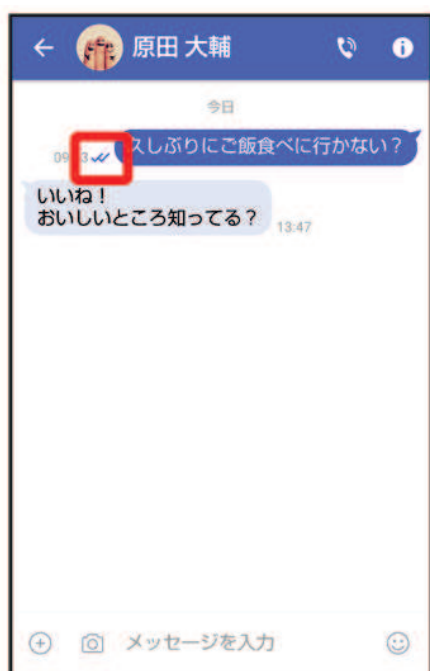 原田 大輔
今日
久しぶりにご飯食べに行かない？
いいね！
おいしいところ知ってる？
13:47
メッセージを入力